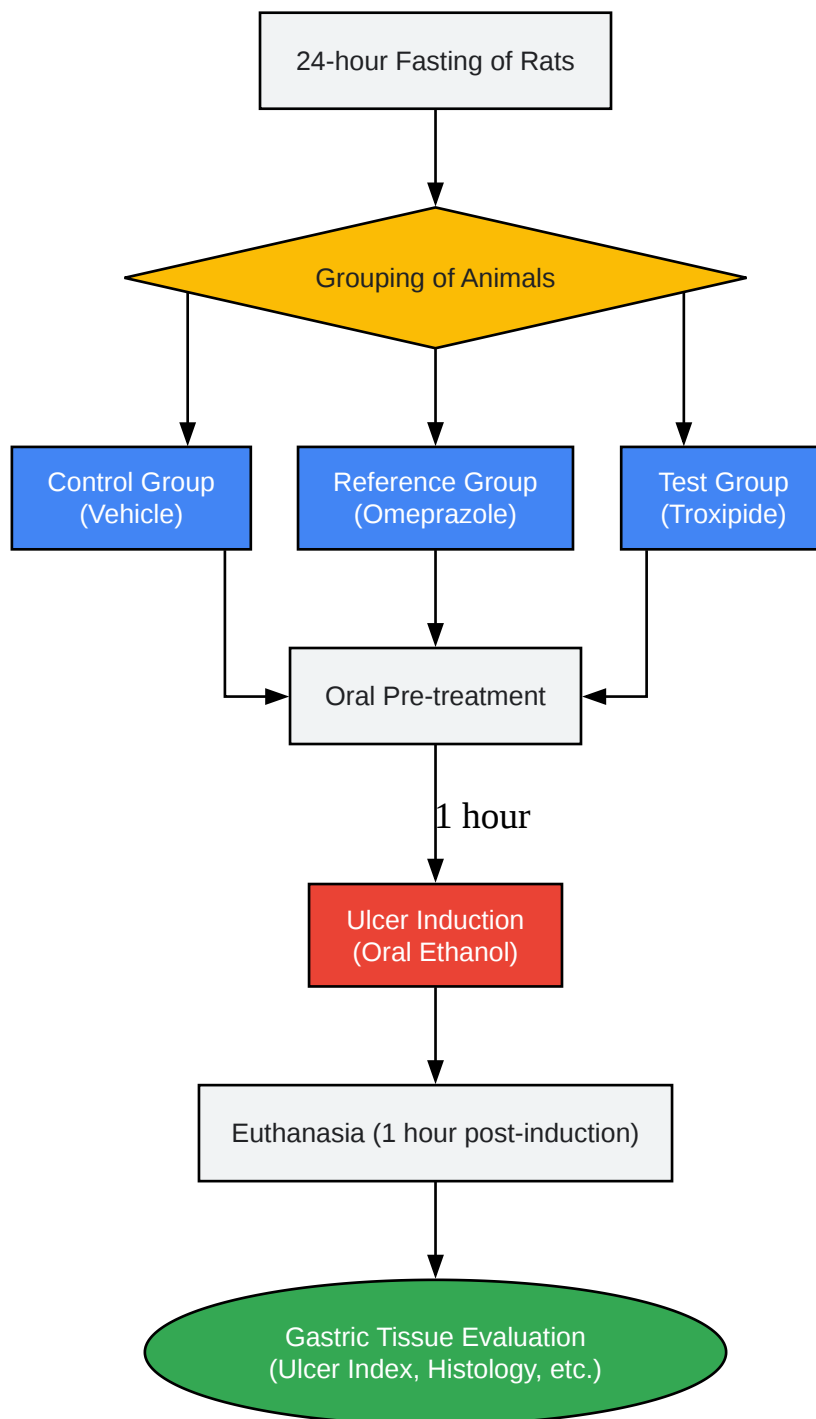 24-hour Fasting of Rats
Grouping of Animals
Control Group
(Vehicle)
Reference Group
(Omeprazole)
Test Group
(Troxipide)
Oral Pre-treatment
1 hour
Ulcer Induction
(Oral Ethanol)
Euthanasia (1 hour post-induction)
Gastric Tissue Evaluation
(Ulcer Index, Histology, etc.)